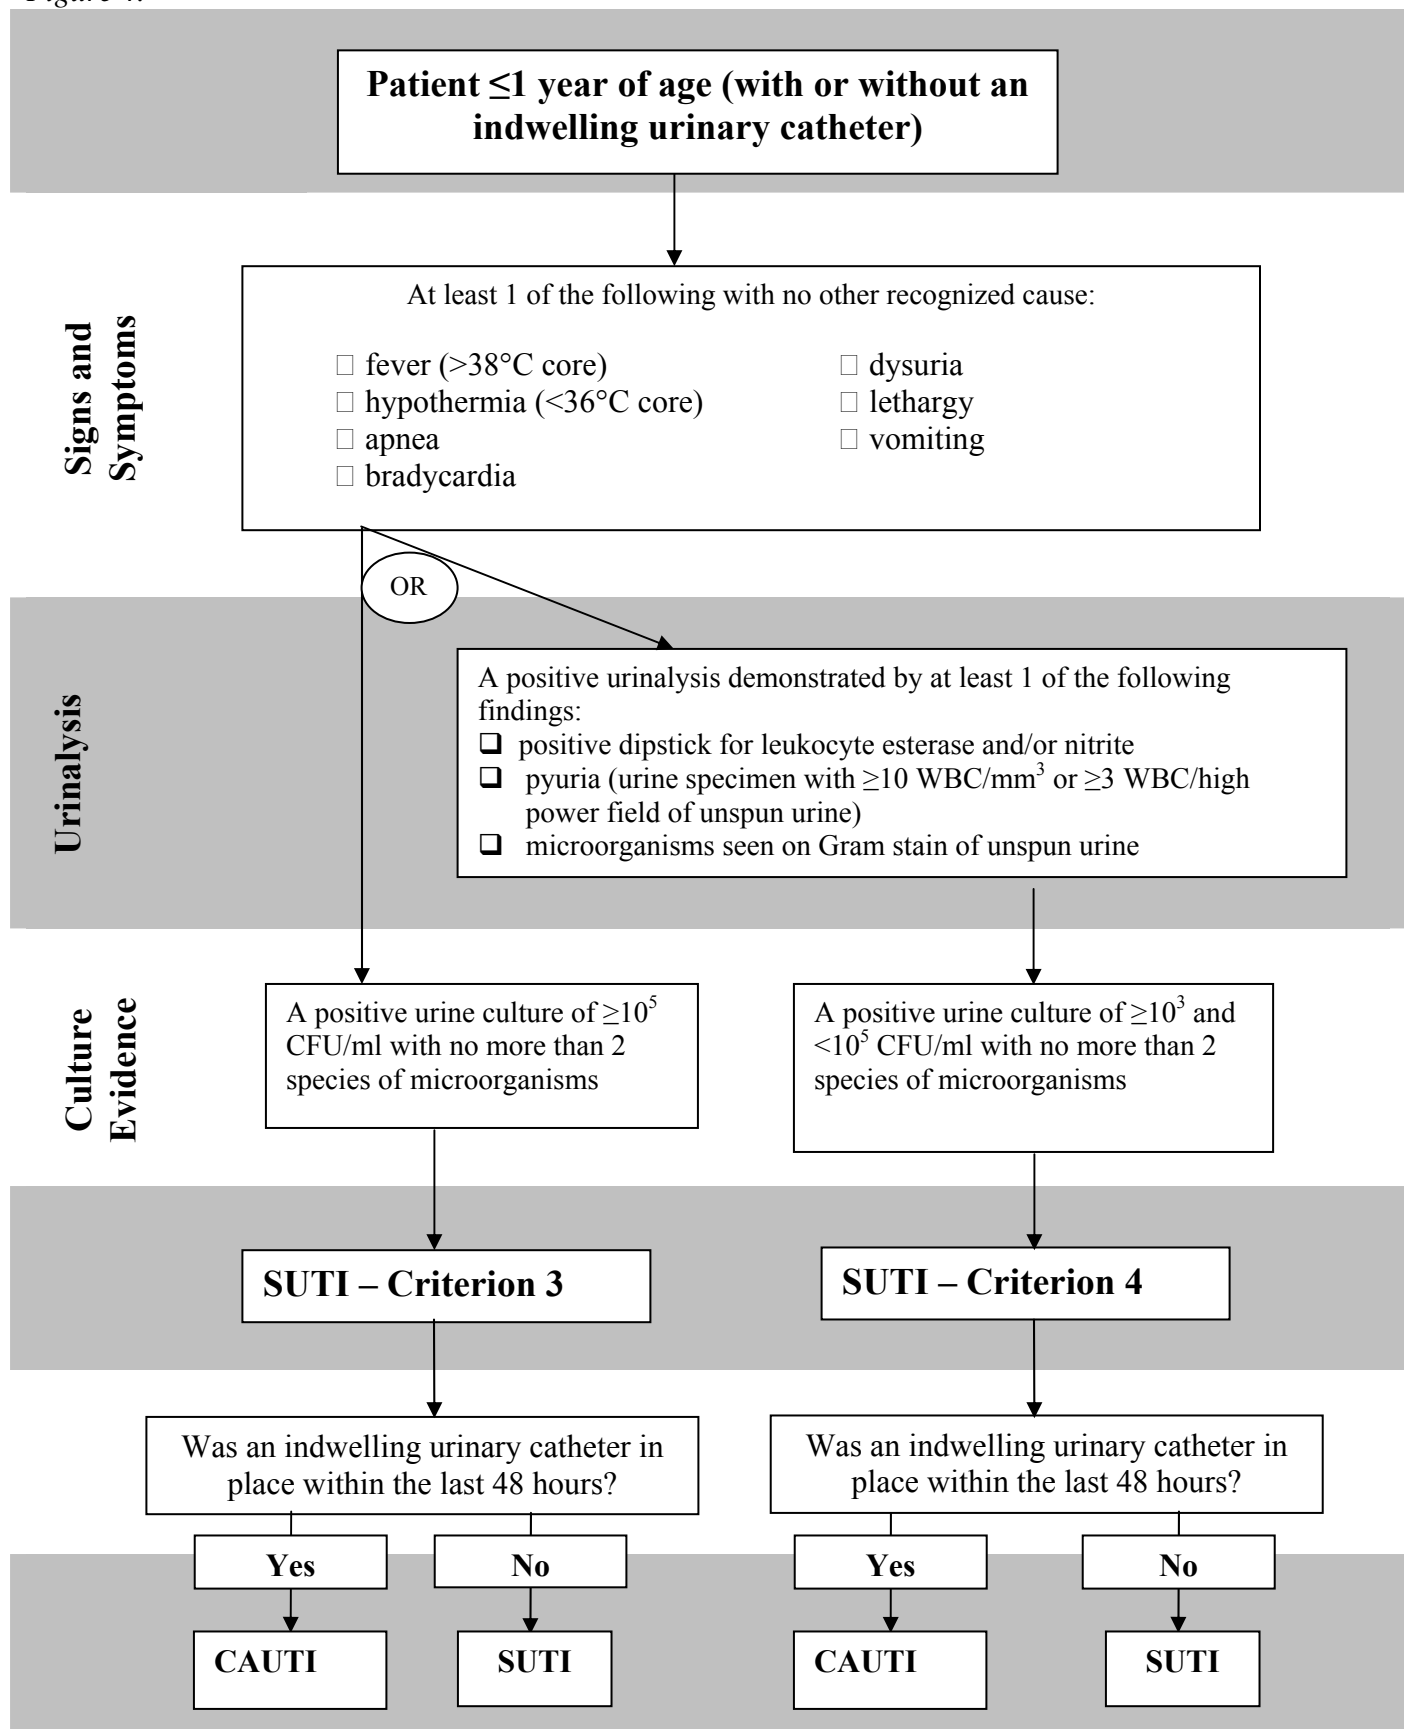 Patient ≤1 year of age (with or without an
indwelling urinary catheter)
Signs and
Symptoms
At least 1 of the following with no other recognized cause:
□ fever (>38°C core)
□ hypothermia (<36°C core)
□ apnea
□ bradycardia
□ dysuria
□ lethargy
□ vomiting
OR
Urinalysis
A positive urinalysis demonstrated by at least 1 of the following
findings:
❑ positive dipstick for leukocyte esterase and/or nitrite
❑ pyuria (urine specimen with ≥10 WBC/mm³ or ≥3 WBC/high
power field of unspun urine)
❑ microorganisms seen on Gram stain of unspun urine
Culture
Evidence
A positive urine culture of ≥10⁵
CFU/ml with no more than 2
species of microorganisms
A positive urine culture of ≥10³ and
<10⁵ CFU/ml with no more than 2
species of microorganisms
SUTI – Criterion 3
SUTI – Criterion 4
Was an indwelling urinary catheter in
place within the last 48 hours?
Was an indwelling urinary catheter in
place within the last 48 hours?
Yes
No
Yes
No
CAUTI
SUTI
CAUTI
SUTI